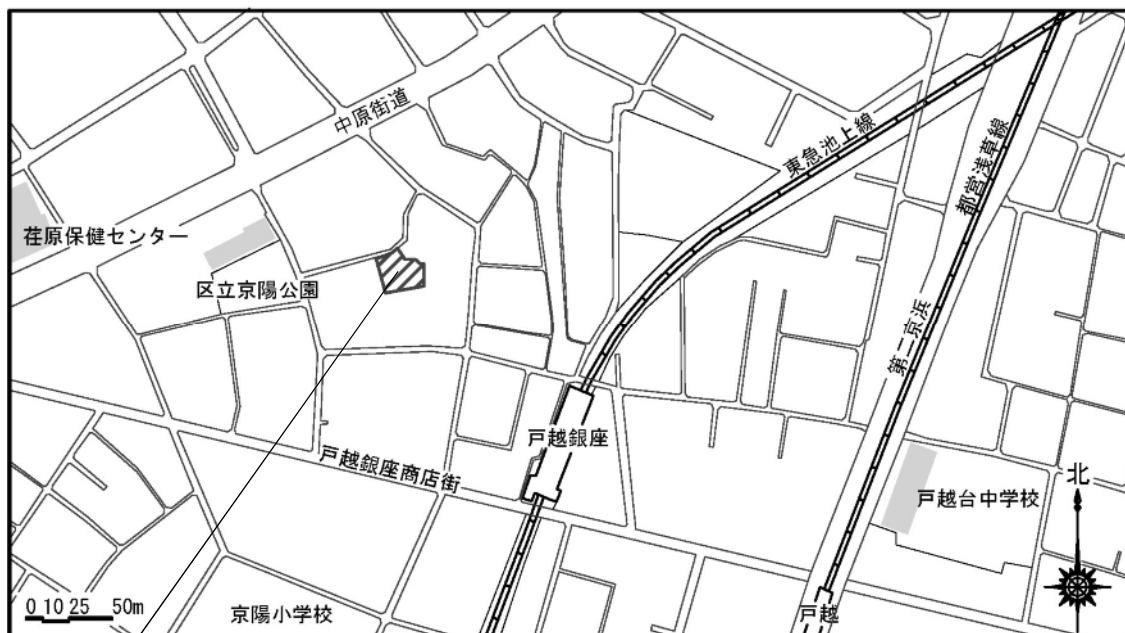 中原街道
東急池上線
都営浅草線
荏原保健センター
区立京陽公園
第二京浜
戸越銀座
戸越銀座商店街
北
戸越台中学校
0 10 25 50m
京陽小学校
戸越